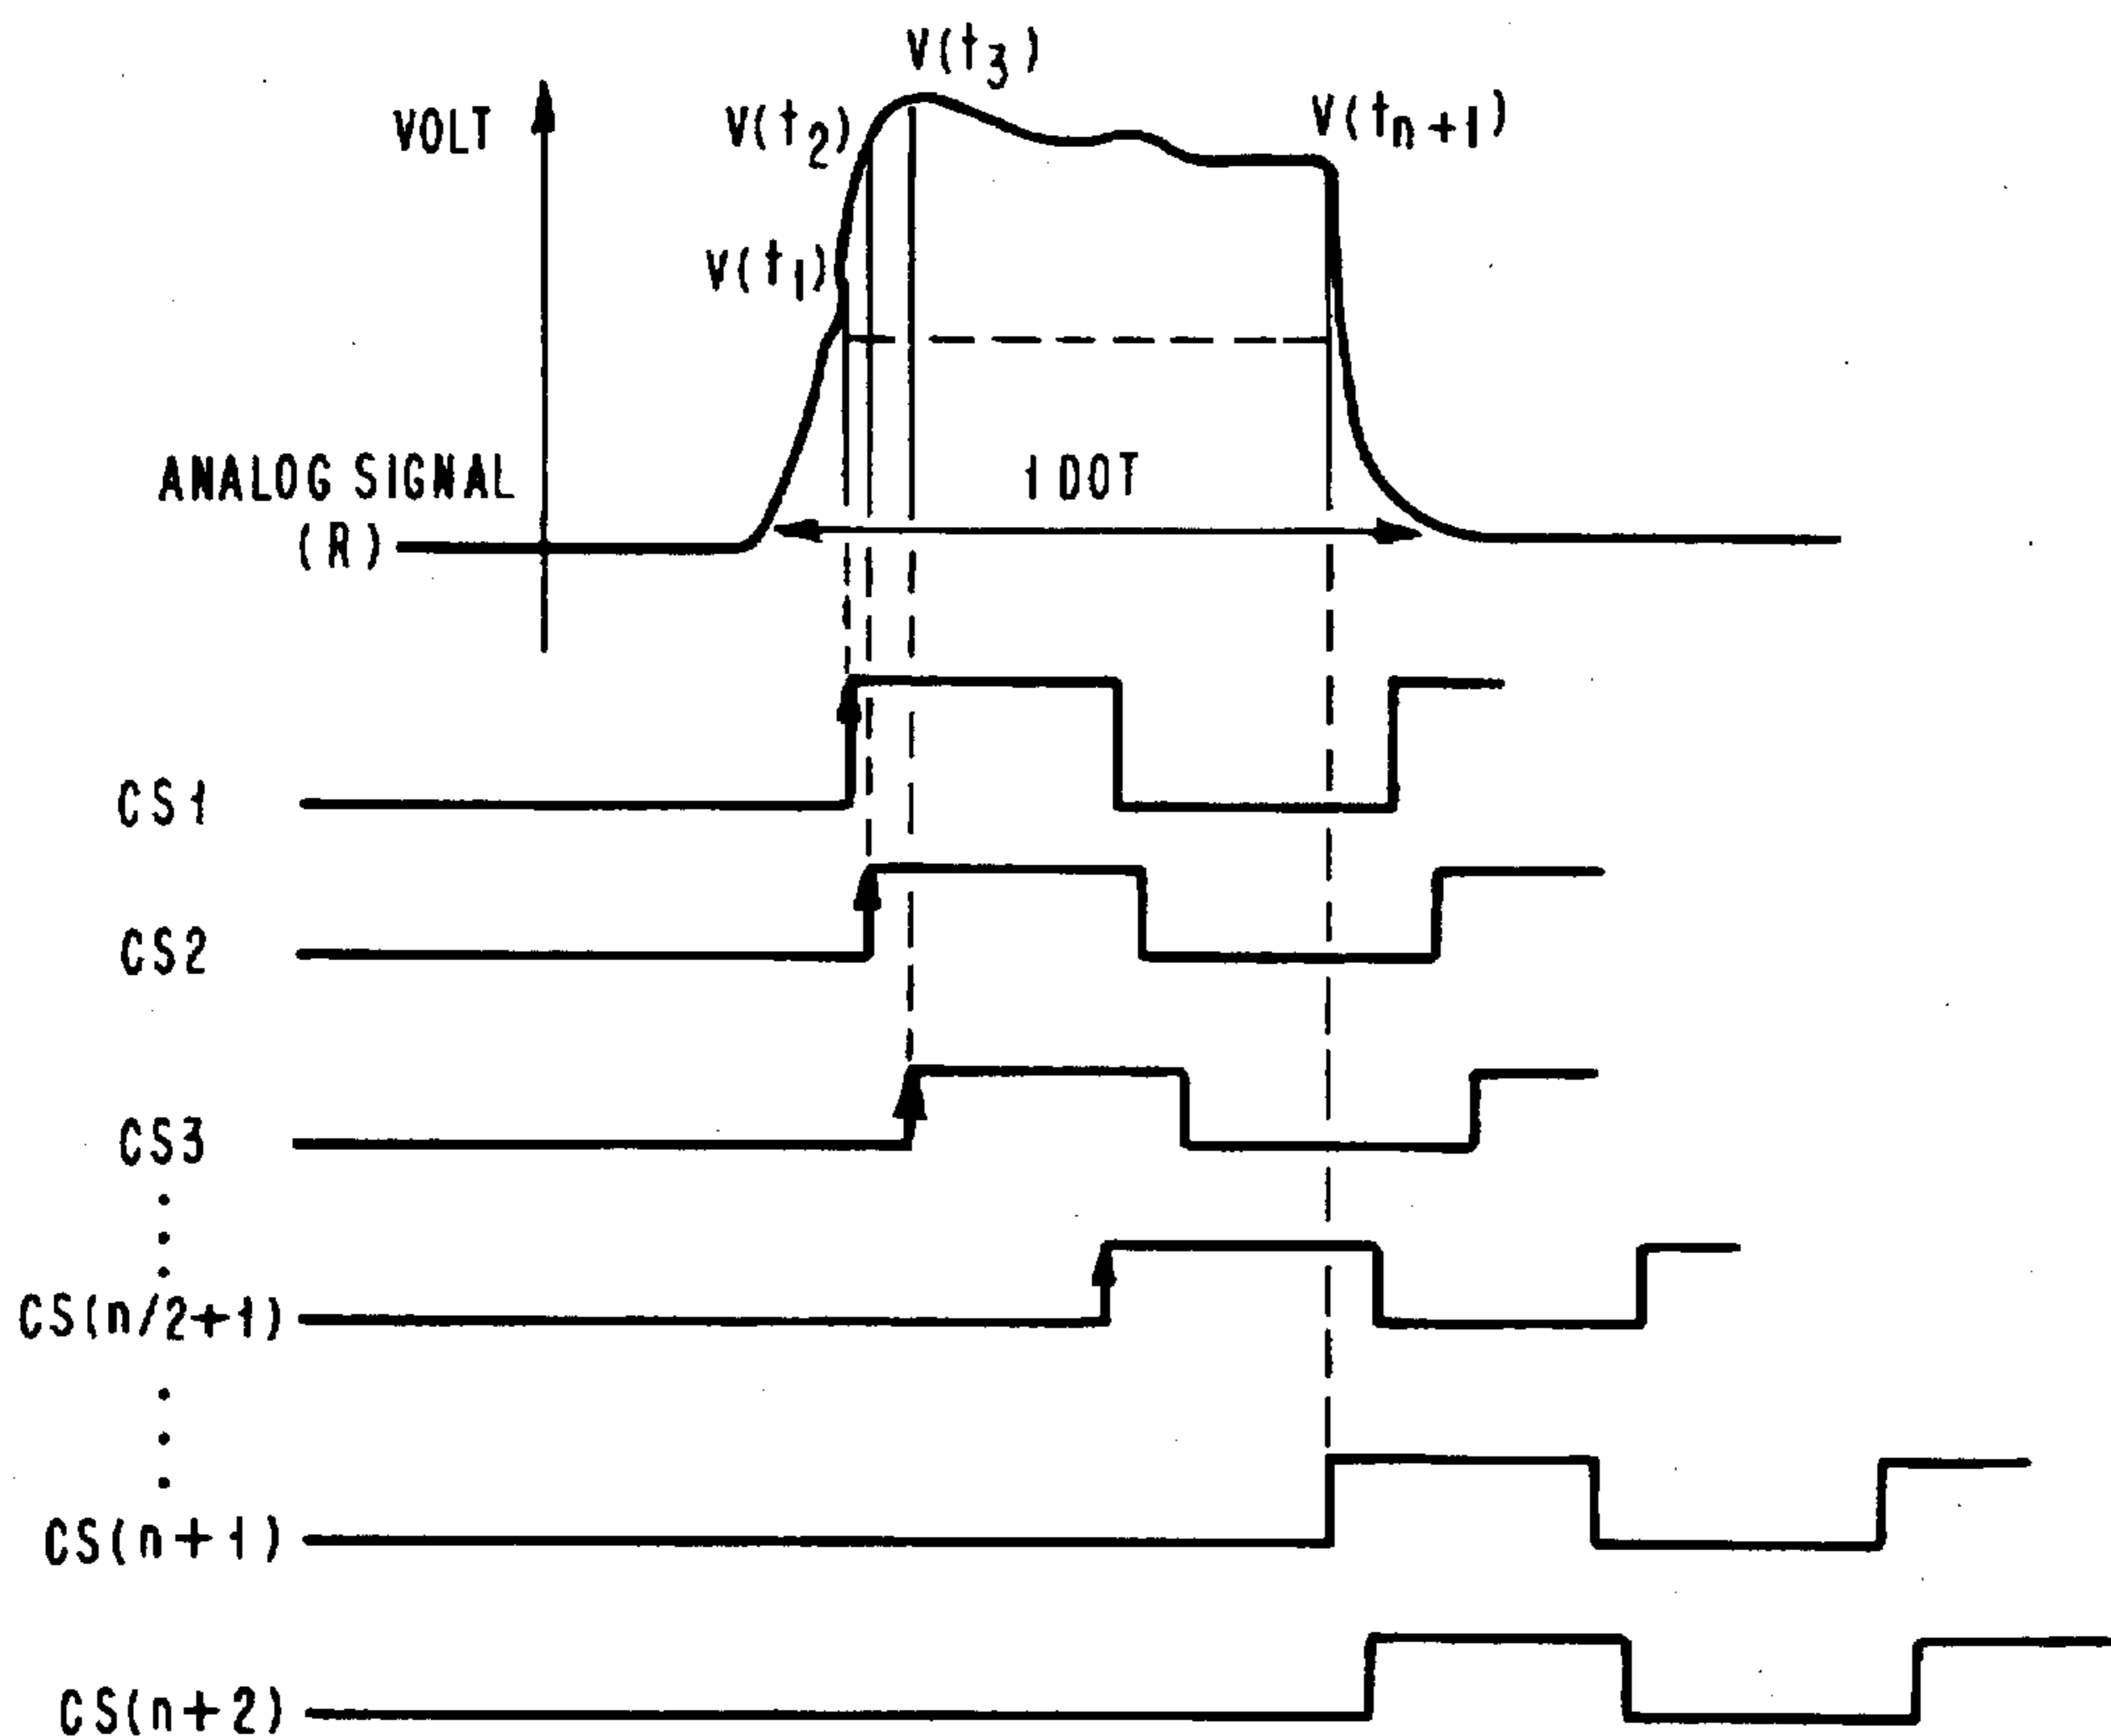 V(t3)
VOLT
V(t2)
V(tn+1)
V(t1)
ANALOG SIGNAL
(R)
1 DOT
CS1
CS2
CS3
CS(n/2+1)
CS(n+1)
CS(n+2)